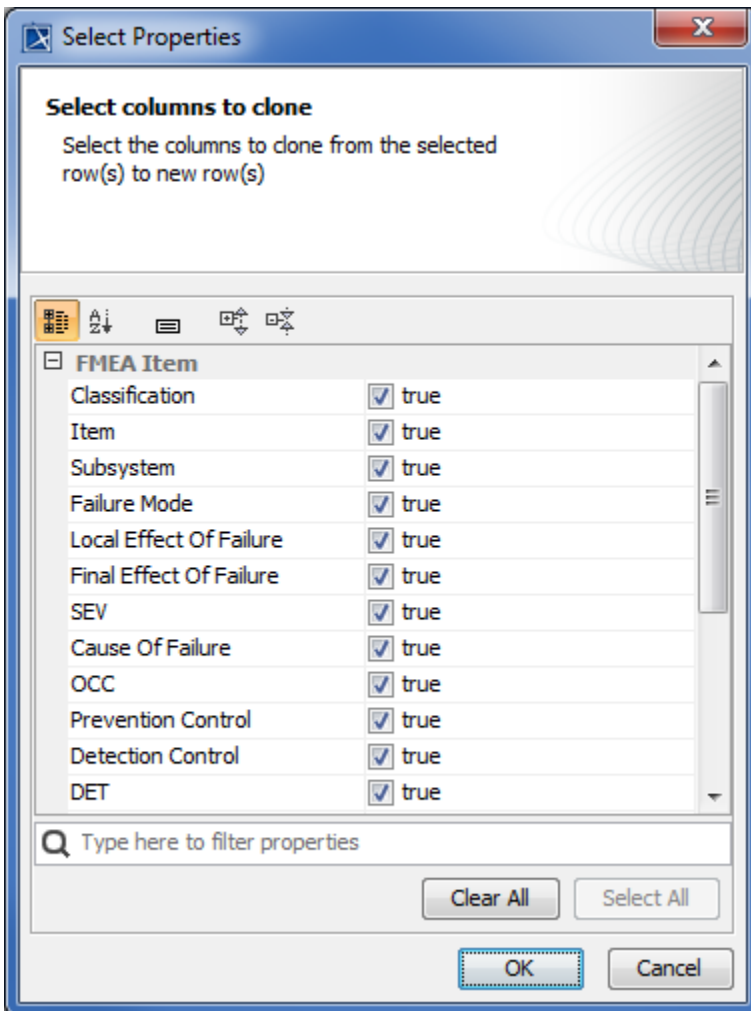 Select Properties
Select columns to clone
Select the columns to clone from the selected
row(s) to new row(s)
FMEA Item
Classification true
Item true
Subsystem true
Failure Mode true
Local Effect Of Failure true
Final Effect Of Failure true
SEV true
Cause Of Failure true
OCC true
Prevention Control true
Detection Control true
DET true
Type here to filter properties
Clear All Select All
OK Cancel